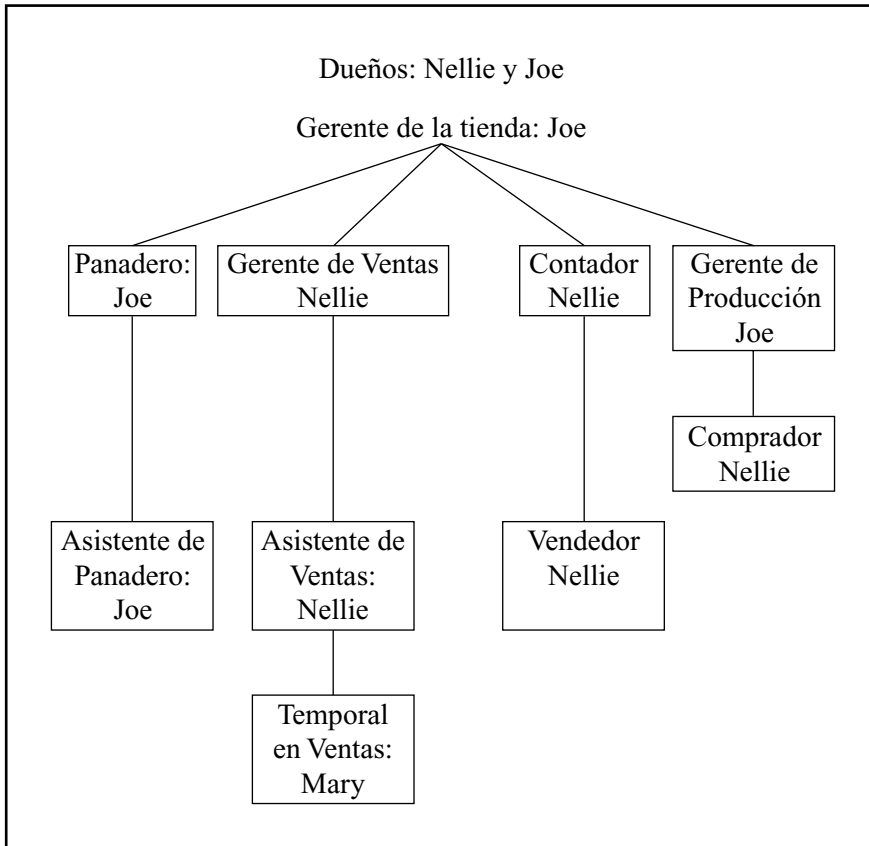 Dueños: Nellie y Joe
Gerente de la tienda: Joe
Panadero:
Joe
Gerente de Ventas
Nellie
Contador
Nellie
Gerente de
Producción
Joe
Comprador
Nellie
Asistente de
Panadero:
Joe
Asistente de
Ventas:
Nellie
Vendedor
Nellie
Temporal
en Ventas:
Mary